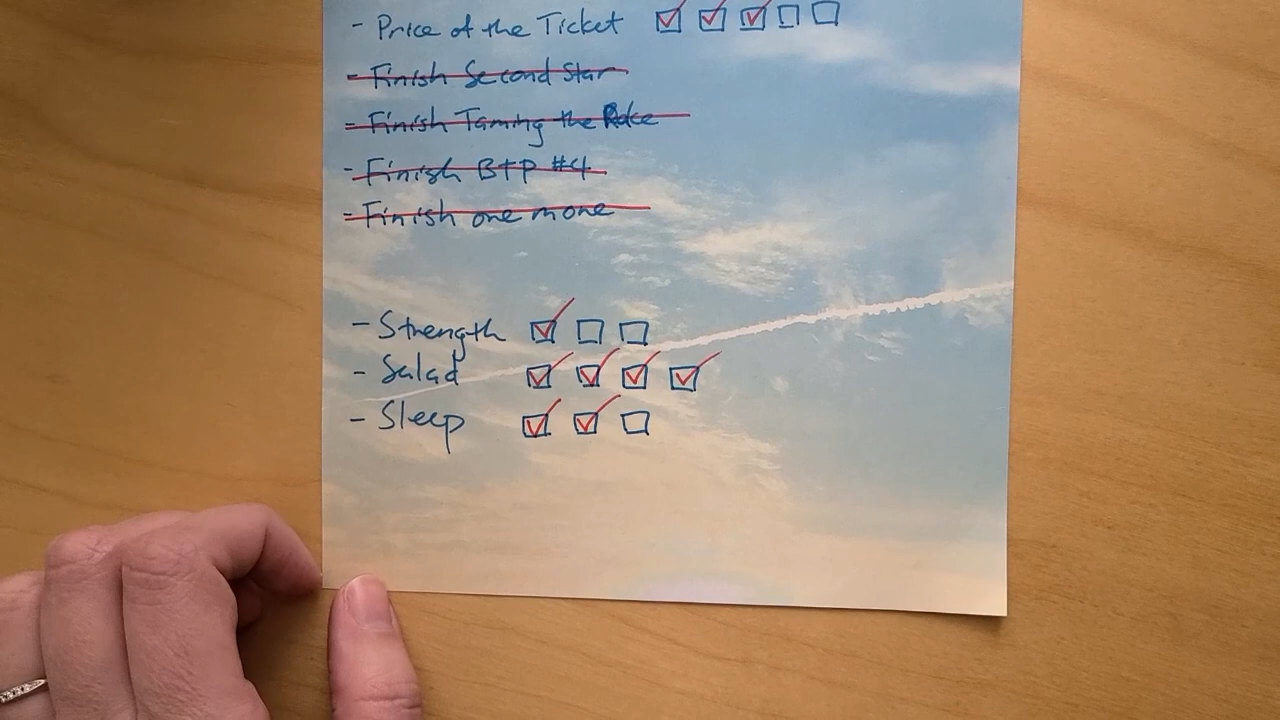 - Price of the Ticket ☑ ☑ ☑ ☐ ☐
- Finish Second Star
- Finish Taming the Rake
- Finish BTP #4
- Finish one more
- Strength ☑ ☐ ☐
- Salad ☑ ☑ ☑ ☑
- Sleep ☑ ☑ ☐